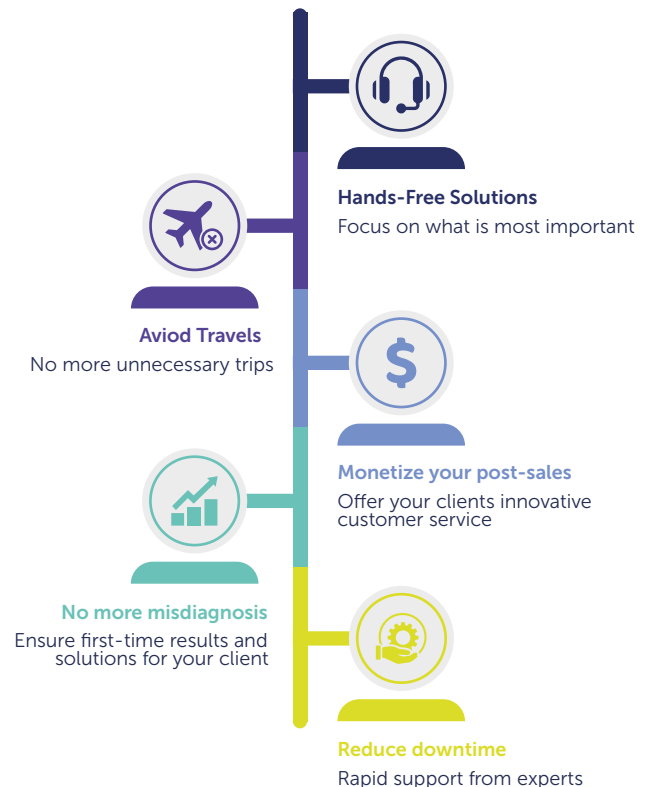 Hands-Free Solutions
Focus on what is most important
Aviod Travels
No more unnecessary trips
Monetize your post-sales
Offer your clients innovative
customer service
No more misdiagnosis
Ensure first-time results and
solutions for your client
Reduce downtime
Rapid support from experts